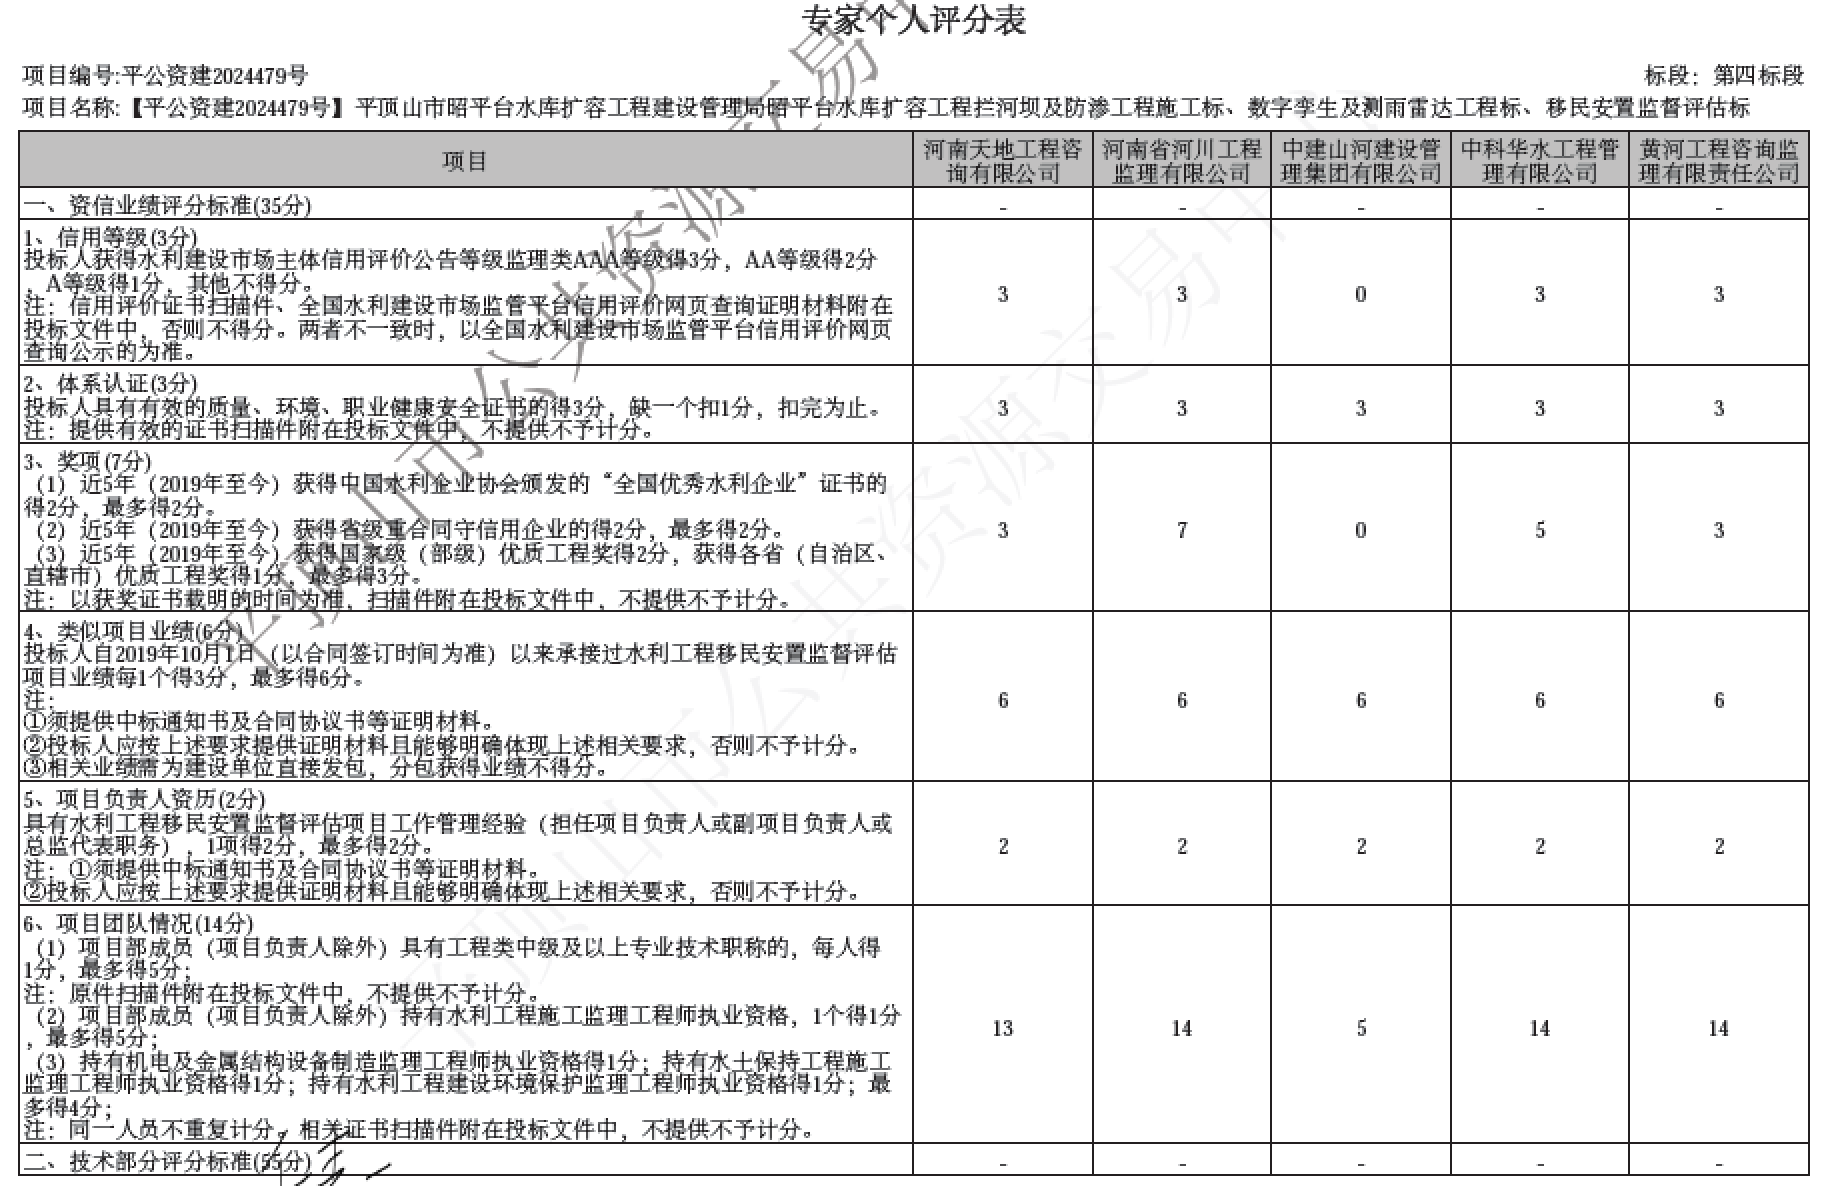 专家个人评分表
项目编号:平公资建2024479号
标段：第四标段
项目名称:【平公资建2024479号】平顶山市昭平台水库扩容工程建设管理局昭平台水库扩容工程拦河坝及防渗工程施工标、数字孪生及测雨雷达工程标、移民安置监督评估标
项目
河南天地工程咨
询有限公司
河南省河川工程
监理有限公司
中建山河建设管
理集团有限公司
中科华水工程管
理有限公司
黄河工程咨询监
理有限责任公司
一、资信业绩评分标准(35分)
- - - - -
1、信用等级(3分)
投标人获得水利建设市场主体信用评价公告等级监理类AAA等级得3分，AA等级得2分
，A等级得1分，其他不得分。
注：信用评价证书扫描件、全国水利建设市场监管平台信用评价网页查询证明材料附在
投标文件中，否则不得分。两者不一致时，以全国水利建设市场监管平台信用评价网页
查询公示的为准。
3 3 0 3 3
2、体系认证(3分)
投标人具有有效的质量、环境、职业健康安全证书的得3分，缺一个扣1分，扣完为止。
注：提供有效的证书扫描件附在投标文件中，不提供不予计分。
3 3 3 3 3
3、奖项(7分)
（1）近5年（2019年至今）获得中国水利企业协会颁发的“全国优秀水利企业”证书的
得2分，最多得2分。
（2）近5年（2019年至今）获得省级重合同守信用企业的得2分，最多得2分。
（3）近5年（2019年至今）获得国家级（部级）优质工程奖得2分，获得各省（自治区、
直辖市）优质工程奖得1分，最多得3分。
注：以获奖证书载明的时间为准，扫描件附在投标文件中，不提供不予计分。
3 7 0 5 3
4、类似项目业绩(6分)
投标人自2019年10月1日（以合同签订时间为准）以来承接过水利工程移民安置监督评估
项目业绩每1个得3分，最多得6分。
注：
①须提供中标通知书及合同协议书等证明材料。
②投标人应按上述要求提供证明材料且能够明确体现上述相关要求，否则不予计分。
③相关业绩需为建设单位直接发包，分包获得业绩不得分。
6 6 6 6 6
5、项目负责人资历(2分)
具有水利工程移民安置监督评估项目工作管理经验（担任项目负责人或副项目负责人或
总监代表职务），1项得2分，最多得2分。
注：①须提供中标通知书及合同协议书等证明材料。
②投标人应按上述要求提供证明材料且能够明确体现上述相关要求，否则不予计分。
2 2 2 2 2
6、项目团队情况(14分)
（1）项目部成员（项目负责人除外）具有工程类中级及以上专业技术职称的，每人得
1分，最多得5分；
注：原件扫描件附在投标文件中，不提供不予计分。
（2）项目部成员（项目负责人除外）持有水利工程施工监理工程师执业资格，1个得1分
，最多得5分；
（3）持有机电及金属结构设备制造监理工程师执业资格得1分；持有水土保持工程施工
监理工程师执业资格得1分；持有水利工程建设环境保护监理工程师执业资格得1分；最
多得4分；
注：同一人员不重复计分。相关证书扫描件附在投标文件中，不提供不予计分。
13 14 5 14 14
二、技术部分评分标准(55分)
- - - - -
平顶山市公共资源交易中
平顶山市公共资源交易中心